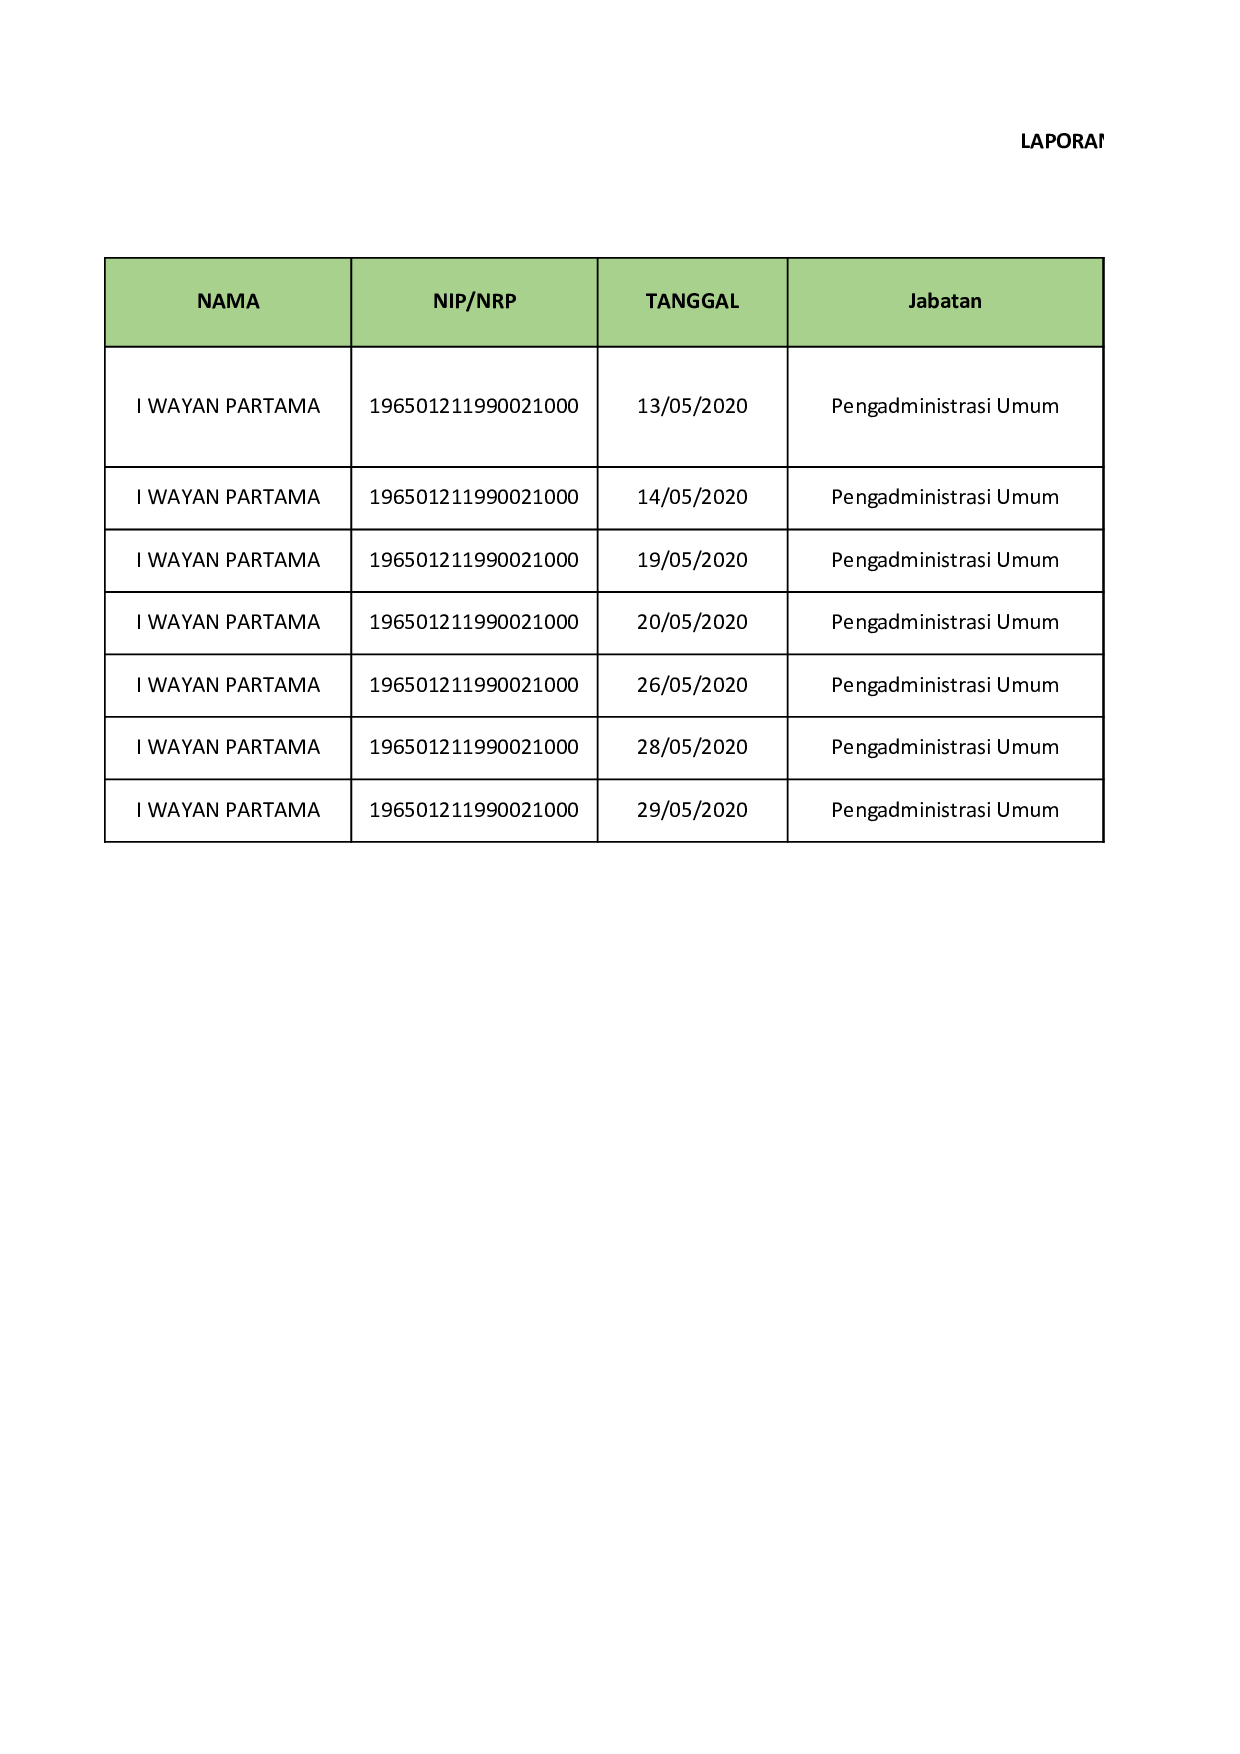 LAPORAN
NAMA NIP/NRP TANGGAL Jabatan
I WAYAN PARTAMA 196501211990021000 13/05/2020 Pengadministrasi Umum
I WAYAN PARTAMA 196501211990021000 14/05/2020 Pengadministrasi Umum
I WAYAN PARTAMA 196501211990021000 19/05/2020 Pengadministrasi Umum
I WAYAN PARTAMA 196501211990021000 20/05/2020 Pengadministrasi Umum
I WAYAN PARTAMA 196501211990021000 26/05/2020 Pengadministrasi Umum
I WAYAN PARTAMA 196501211990021000 28/05/2020 Pengadministrasi Umum
I WAYAN PARTAMA 196501211990021000 29/05/2020 Pengadministrasi Umum